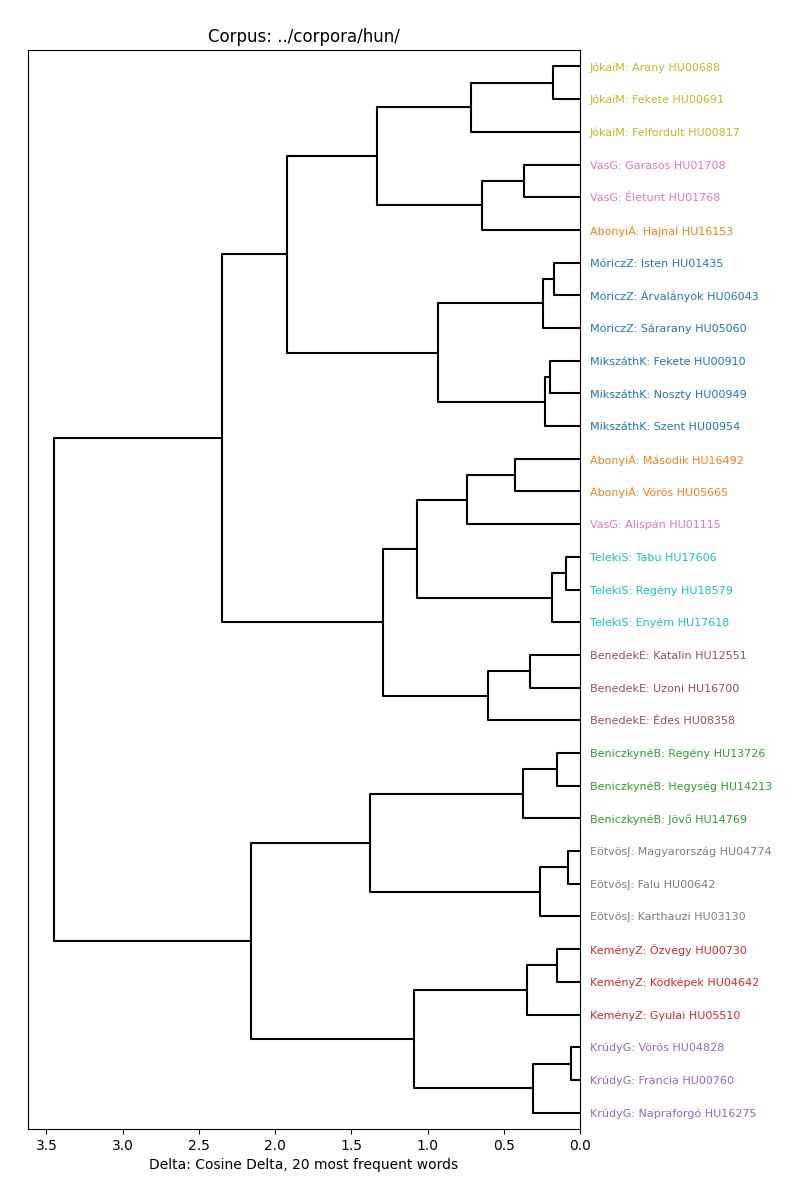 Corpus: ../corpora/hun/
JókaiM: Arany HU00688
JókaiM: Fekete HU00691
JókaiM: Felfordult HU00817
VasG: Garasos HU01708
VasG: Életunt HU01768
AbonyiÁ: Hajnal HU16153
MóriczZ: Isten HU01435
MóriczZ: Árvalányok HU06043
MóriczZ: Sárarany HU05060
MikszáthK: Fekete HU00910
MikszáthK: Noszty HU00949
MikszáthK: Szent HU00954
AbonyiÁ: Második HU16492
AbonyiÁ: Vörös HU05665
VasG: Alispán HU01115
TelekiS: Tabu HU17606
TelekiS: Regény HU18579
TelekiS: Enyém HU17618
BenedekE: Katalin HU12551
BenedekE: Uzoni HU16700
BenedekE: Édes HU08358
BeniczkynéB: Regény HU13726
BeniczkynéB: Hegység HU14213
BeniczkynéB: Jövő HU14769
EötvösJ: Magyarország HU04774
EötvösJ: Falu HU00642
EötvösJ: Karthauzi HU03130
KeményZ: Özvegy HU00730
KeményZ: Ködképek HU04642
KeményZ: Gyulai HU05510
KrúdyG: Vörös HU04828
KrúdyG: Francia HU00760
KrúdyG: Napraforgó HU16275
3.5 3.0 2.5 2.0 1.5 1.0 0.5 0.0
Delta: Cosine Delta, 20 most frequent words